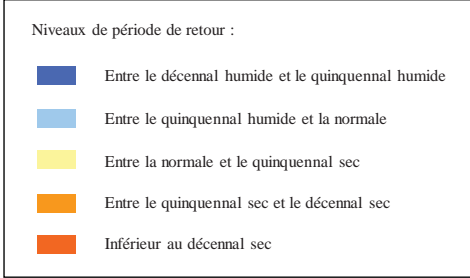 Niveaux de période de retour :
Entre le décennal humide et le quinquennal humide
Entre le quinquennal humide et la normale
Entre la normale et le quinquennal sec
Entre le quinquennal sec et le décennal sec
Inférieur au décennal sec